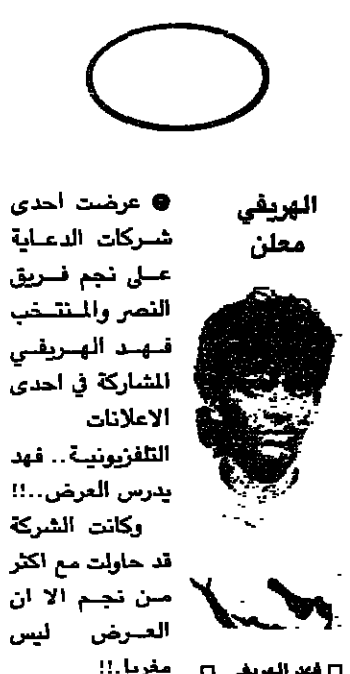 الهريفي
معلن
● عرضت احدى
شركات الدعاية
على نجم فريق
النصر والمنتخب
فهد الهريفي
المشاركة في احدى
الاعلانات
التلفزيونية.. فهد
يدرس العرض..!!
وكانت الشركة
قد حاولت مع اكثر
من نجم الا ان
العرض ليس
مغريا.!!
□ فهد الهريفي □